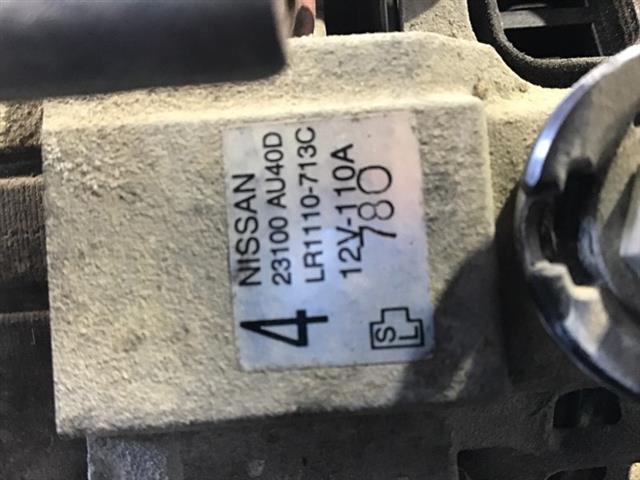 NISSAN
23100 AU40D
LR1110-713C
12V-110A
780
4
S
L